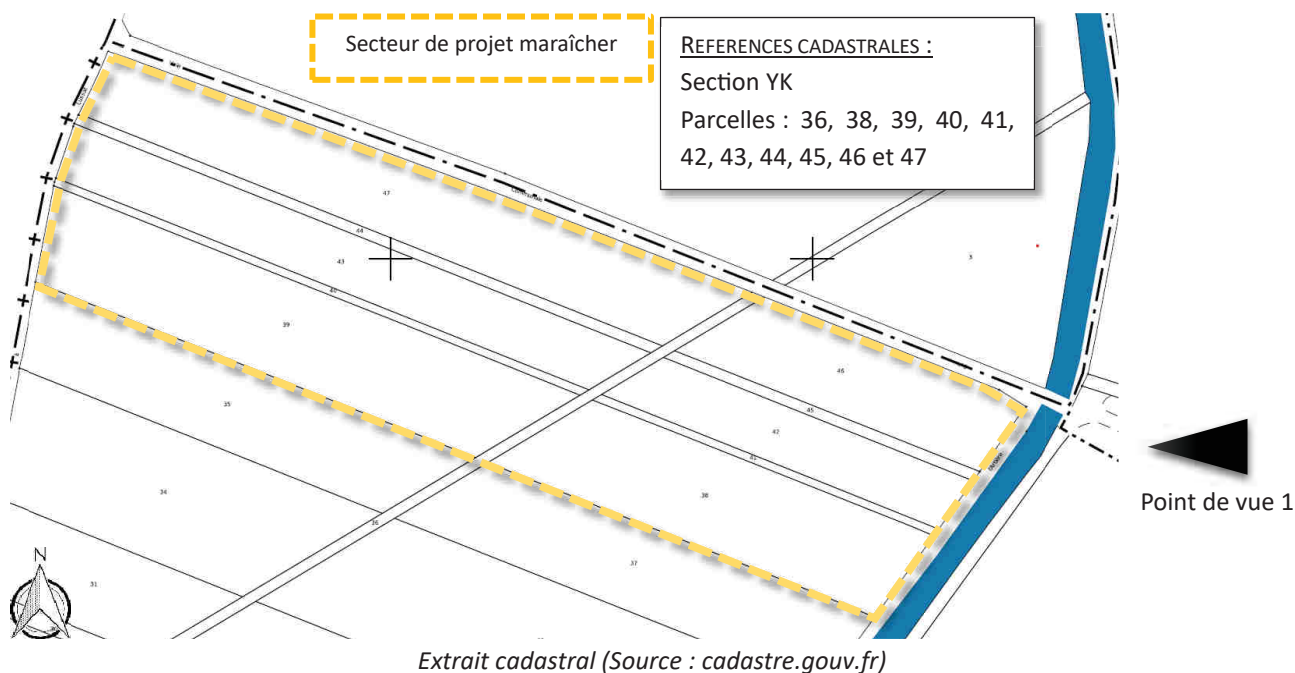 Secteur de projet maraîcher
REFERENCES CADASTRALES :
Section YK
Parcelles : 36, 38, 39, 40, 41,
42, 43, 44, 45, 46 et 47
47
44
43
40
39
3
46
45
42
41
35
38
34
36
37
31
N
Point de vue 1
Extrait cadastral (Source : cadastre.gouv.fr)